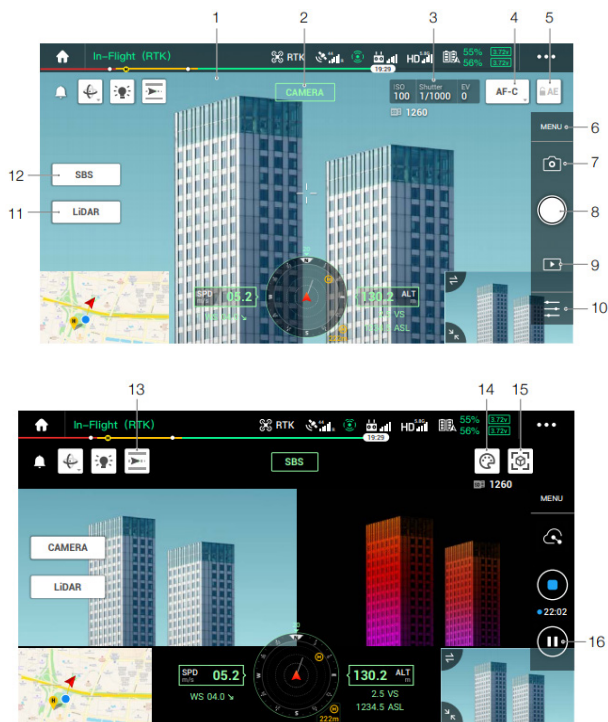 1 2 3 4 5
In-Flight (RTK) RTK HD 5.8G 55% 3.72v
56% 3.72v
19:29
CAMERA
ISO Shutter EV
100 1/1000 0
AF-C
AE
1260
MENU 6
7
12 SBS
11 LiDAR
8
9
10
SPD 05.2
130.2 ALT
m
VS
ASL
13 14 15
In-Flight (RTK) RTK HD 5.8G 55% 3.72v
56% 3.72v
19:29
SBS
1260
MENU
CAMERA
LiDAR
22:02
16
SPD
m/s 05.2
WS 04.0
130.2 ALT
m
2.5 VS
1234.5 ASL
222m